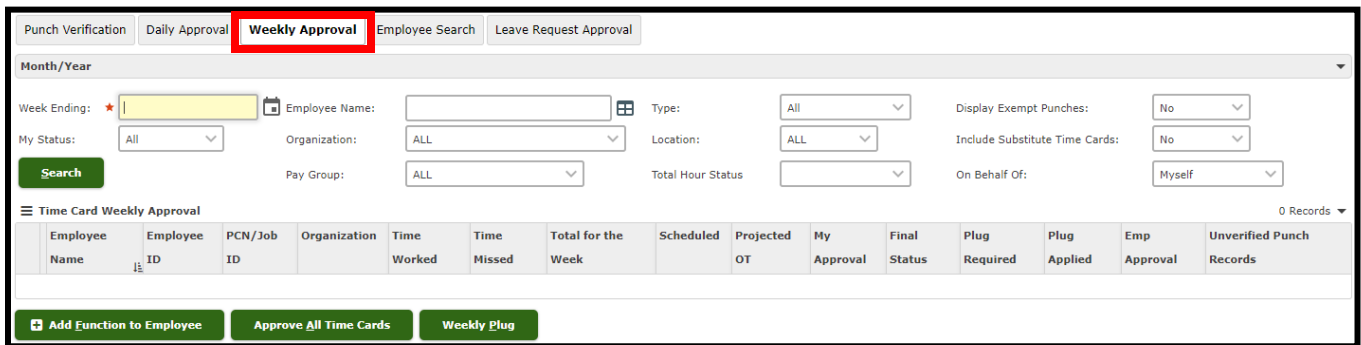 Punch Verification Daily Approval Weekly Approval Employee Search Leave Request Approval
Month/Year
Week Ending: Employee Name: Type: All Display Exempt Punches: No
My Status: All Organization: ALL Location: ALL Include Substitute Time Cards: No
Search Pay Group: ALL Total Hour Status On Behalf Of: Myself
Time Card Weekly Approval 0 Records
Employee Employee PCN/Job Organization Time Time Total for the Scheduled Projected My Final Plug Plug Emp Unverified Punch
Name ID ID Worked Missed Week OT Approval Status Required Applied Approval Records
Add Function to Employee Approve All Time Cards Weekly Plug